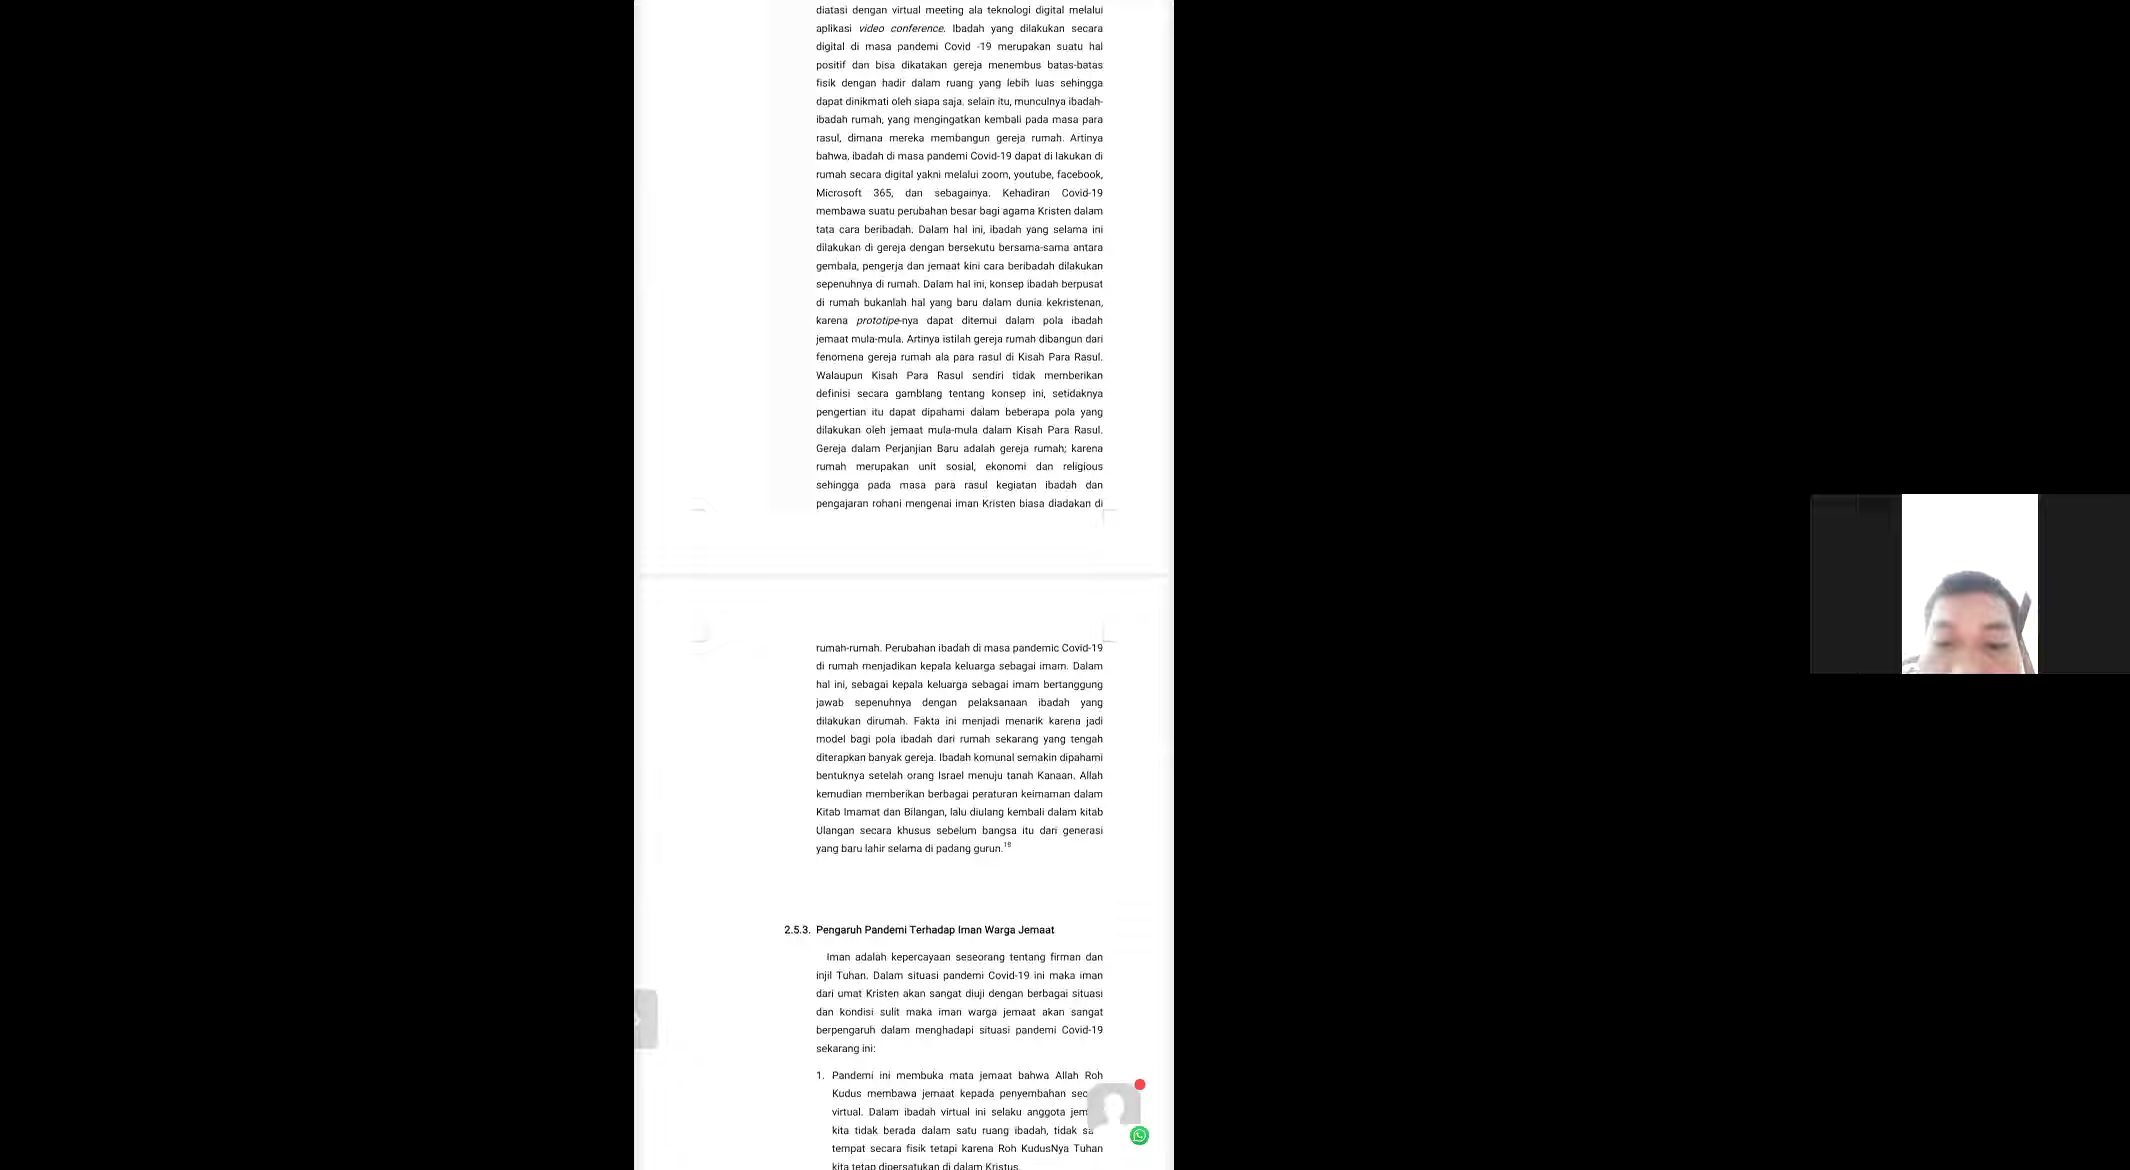 diatasi dengan virtual meeting ala teknologi digital melalui
aplikasi video conference. Ibadah yang dilakukan secara
digital di masa pandemi Covid -19 merupakan suatu hal
positif dan bisa dikatakan gereja menembus batas-batas
fisik dengan hadir dalam ruang yang lebih luas sehingga
dapat dinikmati oleh siapa saja. selain itu, munculnya ibadah-
ibadah rumah, yang mengingatkan kembali pada masa para
rasul, dimana mereka membangun gereja rumah. Artinya
bahwa, ibadah di masa pandemi Covid-19 dapat di lakukan di
rumah secara digital yakni melalui zoom, youtube, facebook,
Microsoft 365, dan sebagainya. Kehadiran Covid-19
membawa suatu perubahan besar bagi agama Kristen dalam
tata cara beribadah. Dalam hal ini, ibadah yang selama ini
dilakukan di gereja dengan bersekutu bersama-sama antara
gembala, pengerja dan jemaat kini cara beribadah dilakukan
sepenuhnya di rumah. Dalam hal ini, konsep ibadah berpusat
di rumah bukanlah hal yang baru dalam dunia kekristenan,
karena prototipe-nya dapat ditemui dalam pola ibadah
jemaat mula-mula. Artinya istilah gereja rumah dibangun dari
fenomena gereja rumah ala para rasul di Kisah Para Rasul.
Walaupun Kisah Para Rasul sendiri tidak memberikan
definisi secara gamblang tentang konsep ini, setidaknya
pengertian itu dapat dipahami dalam beberapa pola yang
dilakukan oleh jemaat mula-mula dalam Kisah Para Rasul.
Gereja dalam Perjanjian Baru adalah gereja rumah; karena
rumah merupakan unit sosial, ekonomi dan religious
sehingga pada masa para rasul kegiatan ibadah dan
pengajaran rohani mengenai iman Kristen biasa diadakan di
rumah-rumah. Perubahan ibadah di masa pandemic Covid-19
di rumah menjadikan kepala keluarga sebagai imam. Dalam
hal ini, sebagai kepala keluarga sebagai imam bertanggung
jawab sepenuhnya dengan pelaksanaan ibadah yang
dilakukan dirumah. Fakta ini menjadi menarik karena jadi
model bagi pola ibadah dari rumah sekarang yang tengah
diterapkan banyak gereja. Ibadah komunal semakin dipahami
bentuknya setelah orang Israel menuju tanah Kanaan. Allah
kemudian memberikan berbagai peraturan keimaman dalam
Kitab Imamat dan Bilangan, lalu diulang kembali dalam kitab
Ulangan secara khusus sebelum bangsa itu dari generasi
yang baru lahir selama di padang gurun.
2.5.3. Pengaruh Pandemi Terhadap Iman Warga Jemaat
Iman adalah kepercayaan seseorang tentang firman dan
injil Tuhan. Dalam situasi pandemi Covid-19 ini maka iman
dari umat Kristen akan sangat diuji dengan berbagai situasi
dan kondisi sulit maka iman warga jemaat akan sangat
berpengaruh dalam menghadapi situasi pandemi Covid-19
sekarang ini:
1. Pandemi ini membuka mata jemaat bahwa Allah Roh
Kudus membawa jemaat kepada penyembahan sec
virtual. Dalam ibadah virtual ini selaku anggota jem
kita tidak berada dalam satu ruang ibadah, tidak sa
tempat secara fisik tetapi karena Roh KudusNya Tuhan
kita tetap dipersatukan di dalam Kristus.